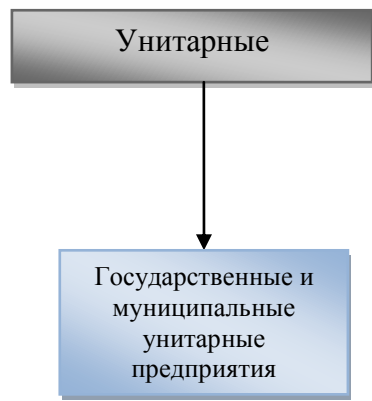 Унитарные
Государственные и
муниципальные
унитарные
предприятия